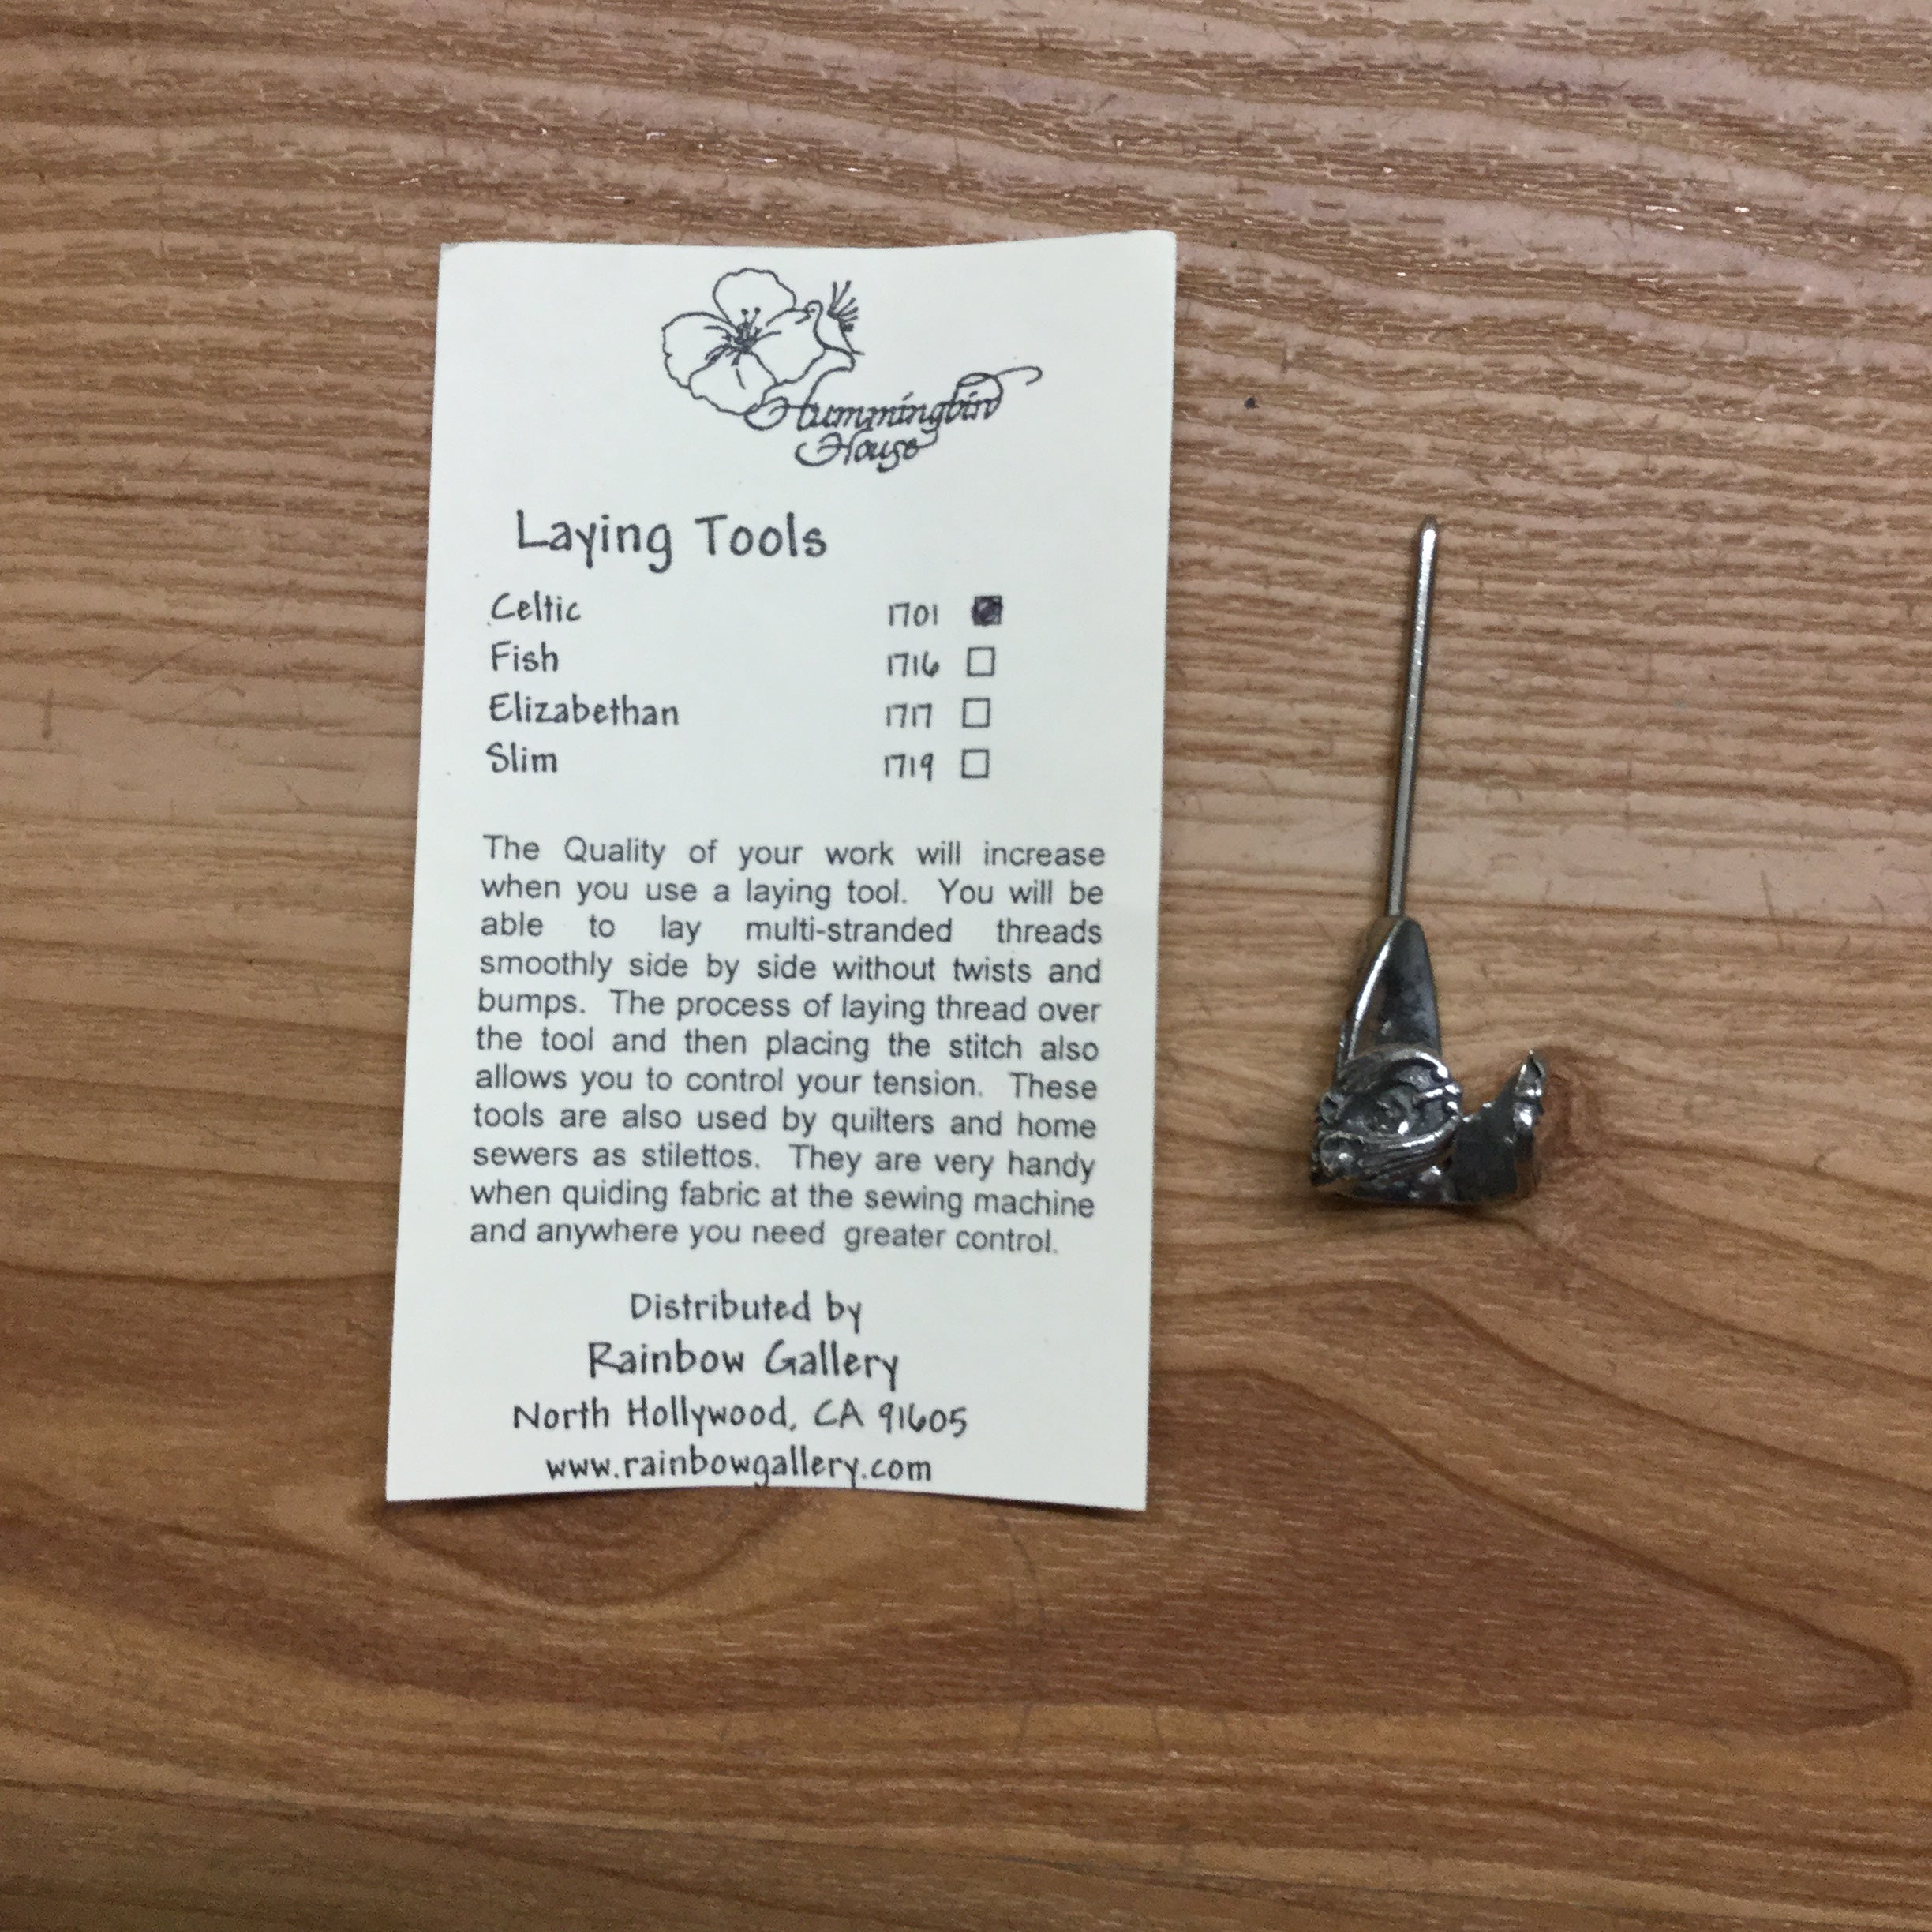 Hummingbird
House
Laying Tools
Celtic 1701
Fish 1716
Elizabethan 1717
Slim 1719
The Quality of your work will increase
when you use a laying tool. You will be
able to lay multi-stranded threads
smoothly side by side without twists and
bumps. The process of laying thread over
the tool and then placing the stitch also
allows you to control your tension. These
tools are also used by quilters and home
sewers as stilettos. They are very handy
when quiding fabric at the sewing machine
and anywhere you need greater control.
Distributed by
Rainbow Gallery
North Hollywood, CA 91605
www.rainbowgallery.com